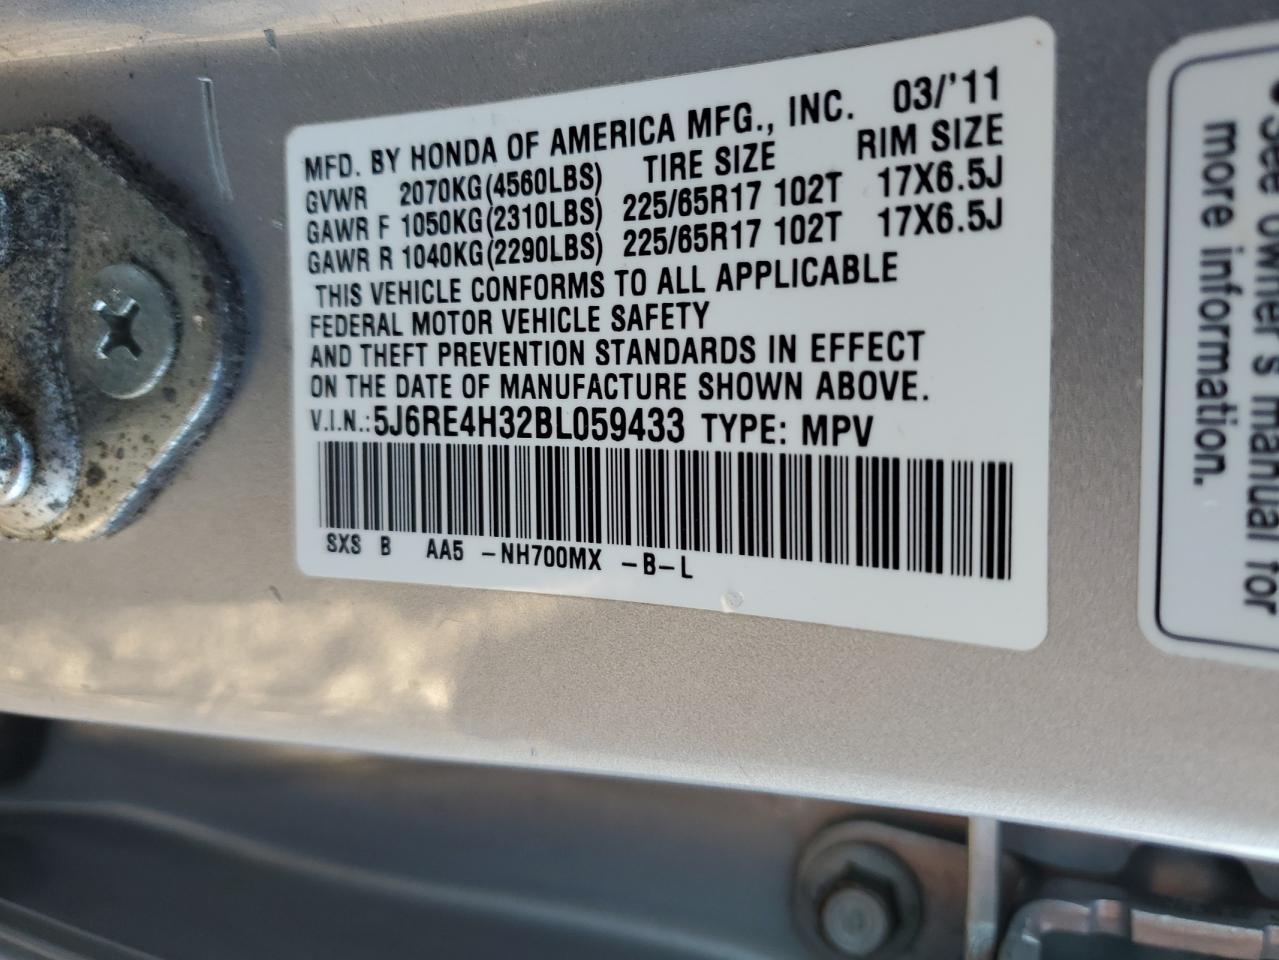 MFD. BY HONDA OF AMERICA MFG., INC. 03/'11
GVWR 2070KG(4560LBS) TIRE SIZE RIM SIZE
GAWR F 1050KG(2310LBS) 225/65R17 102T 17X6.5J
GAWR R 1040KG(2290LBS) 225/65R17 102T 17X6.5J
THIS VEHICLE CONFORMS TO ALL APPLICABLE
FEDERAL MOTOR VEHICLE SAFETY
AND THEFT PREVENTION STANDARDS IN EFFECT
ON THE DATE OF MANUFACTURE SHOWN ABOVE.
V.I.N.:5J6RE4H32BL059433 TYPE: MPV
SXS B AA5 -NH700MX -B-L
See owner's manual for
more information.